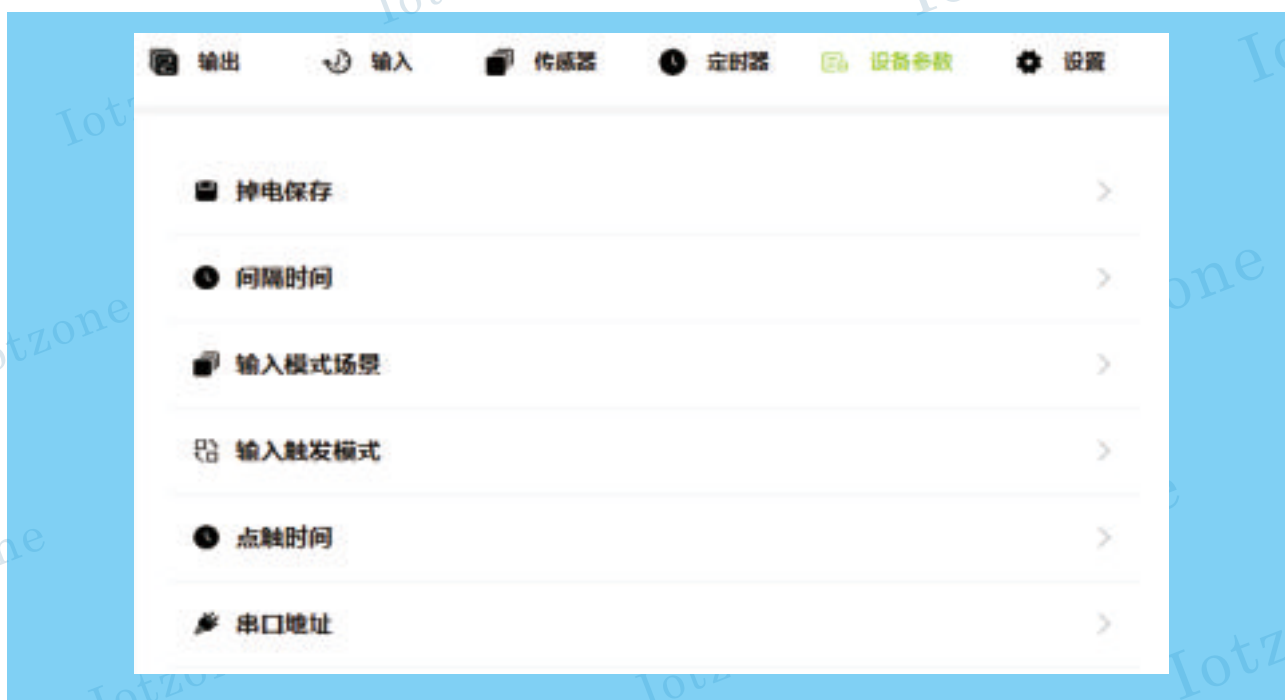 Iotzone
输出 输入 传感器 定时器 设备参数 设置
掉电保存
间隔时间
输入模式场景
输入触发模式
点触时间
串口地址